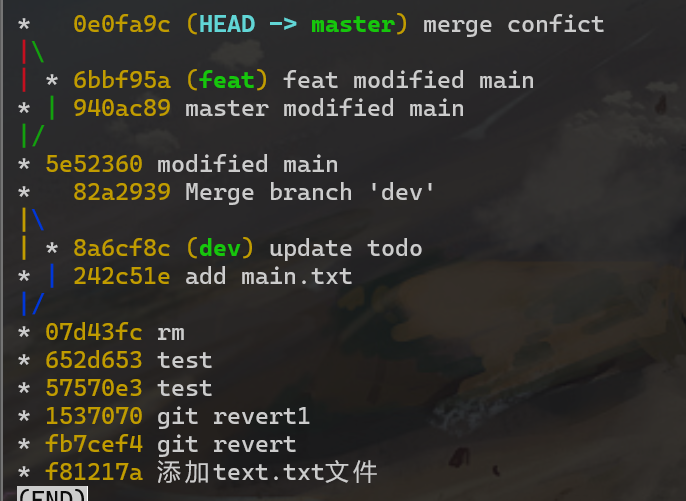 *   0e0fa9c (HEAD -> master) merge confict
|\
| * 6bbf95a (feat) feat modified main
* | 940ac89 master modified main
|/
* 5e52360 modified main
*   82a2939 Merge branch 'dev'
|\
| * 8a6cf8c (dev) update todo
* | 242c51e add main.txt
|/
* 07d43fc rm
* 652d653 test
* 57570e3 test
* 1537070 git revert1
* fb7cef4 git revert
* f81217a 添加text.txt文件
(END)